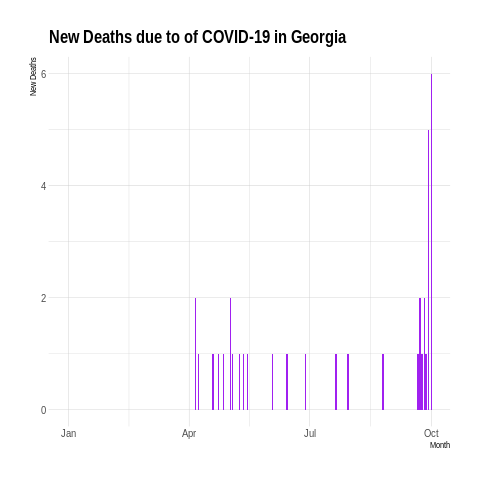 New Deaths due to of COVID-19 in Georgia
New Deaths
6
4
2
0
Jan Apr Jul Oct
Month